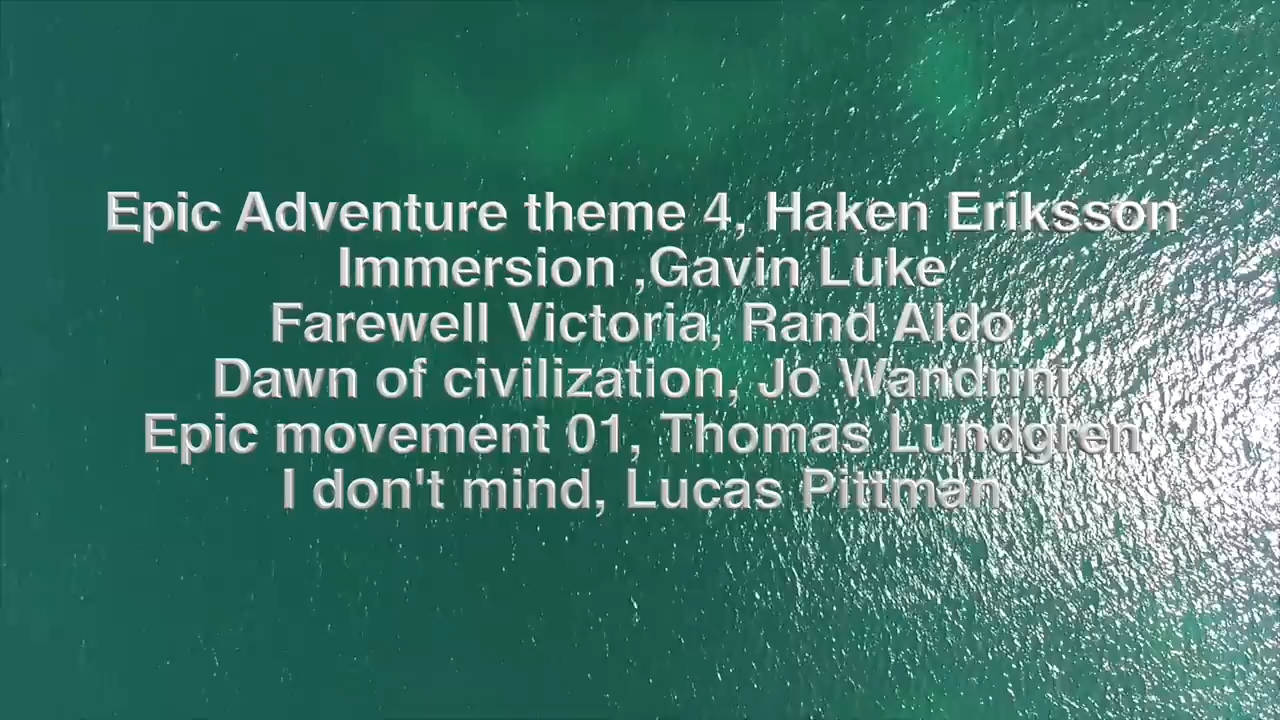 Epic Adventure theme 4, Haken Eriksson
Immersion ,Gavin Luke
Farewell Victoria, Rand Aldo
Dawn of civilization, Jo Wandrini
Epic movement 01, Thomas Lundgren
I don't mind, Lucas Pittman